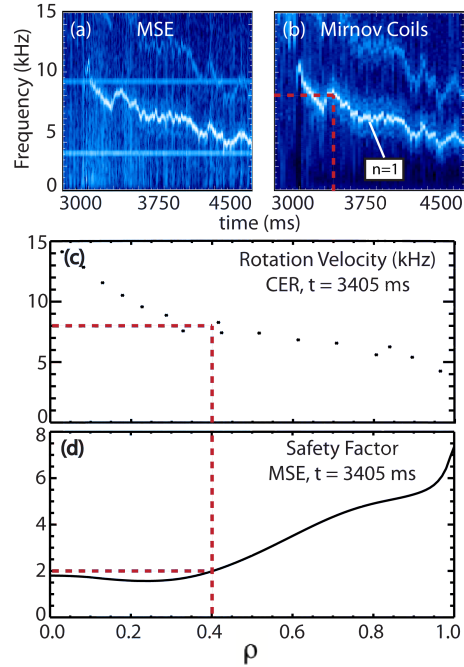 (a) MSE (b) Mirnov Coils
Frequency (kHz)
15
10
5
0
n=1
3000 3750 4500 3000 3750 4500
time (ms)
15
10
5
0
(c) Rotation Velocity (kHz)
CER, t = 3405 ms
8
6
4
2
0
(d) Safety Factor
MSE, t = 3405 ms
0.0 0.2 0.4 0.6 0.8 1.0
ρ